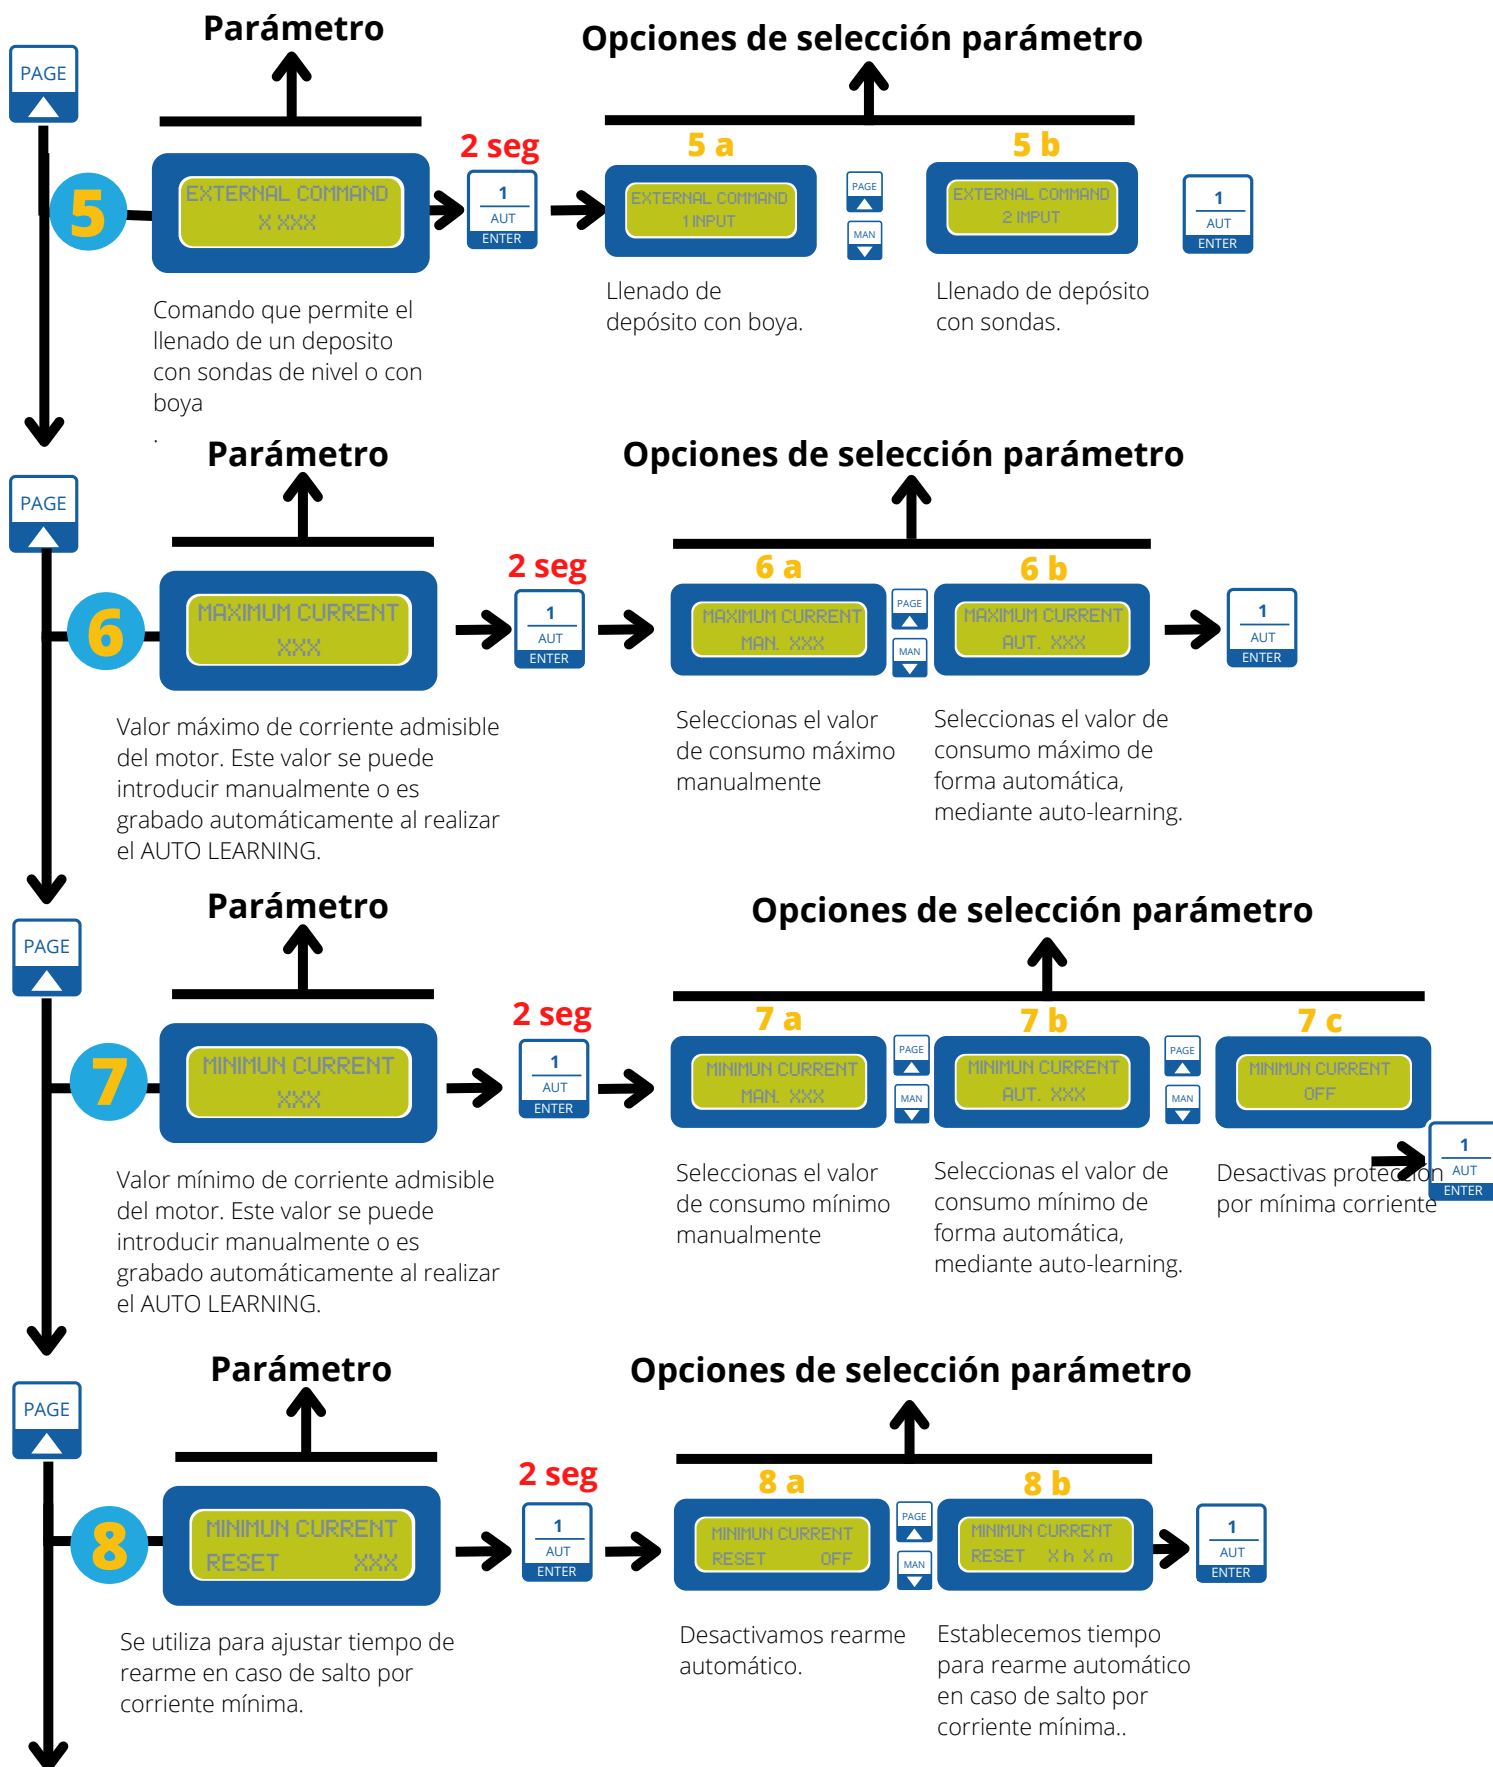 Parámetro
Opciones de selección parámetro
PAGE
2 seg
5 a
5 b
5
EXTERNAL COMMAND
X XXX
1
AUT
ENTER
EXTERNAL COMMAND
1 INPUT
PAGE
MAN
EXTERNAL COMMAND
2 IMPUT
1
AUT
ENTER
Comando que permite el
llenado de un deposito
con sondas de nivel o con
boya
.
Llenado de
depósito con boya.
Llenado de depósito
con sondas.
Parámetro
Opciones de selección parámetro
PAGE
2 seg
6 a
6 b
6
MAXIMUM CURRENT
XXX
1
AUT
ENTER
MAXIMUM CURRENT
MAN. XXX
PAGE
MAN
MAXIMUM CURRENT
AUT. XXX
1
AUT
ENTER
Valor máximo de corriente admisible
del motor. Este valor se puede
introducir manualmente o es
grabado automáticamente al realizar
el AUTO LEARNING.
Seleccionas el valor
de consumo máximo
manualmente
Seleccionas el valor de
consumo máximo de
forma automática,
mediante auto-learning.
Parámetro
Opciones de selección parámetro
PAGE
2 seg
7 a
7 b
7 c
7
MINIMUN CURRENT
XXX
1
AUT
ENTER
MINIMUN CURRENT
MAN. XXX
PAGE
MAN
MINIMUN CURRENT
AUT. XXX
PAGE
MAN
MINIMUN CURRENT
OFF
1
AUT
ENTER
Valor mínimo de corriente admisible
del motor. Este valor se puede
introducir manualmente o es
grabado automáticamente al realizar
el AUTO LEARNING.
Seleccionas el valor
de consumo mínimo
manualmente
Seleccionas el valor de
consumo mínimo de
forma automática,
mediante auto-learning.
Desactivas protección
por mínima corriente
Parámetro
Opciones de selección parámetro
PAGE
2 seg
8 a
8 b
8
MINIMUN CURRENT
RESET XXX
1
AUT
ENTER
MINIMUN CURRENT
RESET OFF
PAGE
MAN
MINIMUN CURRENT
RESET X h X m
1
AUT
ENTER
Se utiliza para ajustar tiempo de
rearme en caso de salto por
corriente mínima.
Desactivamos rearme
automático.
Establecemos tiempo
para rearme automático
en caso de salto por
corriente mínima..